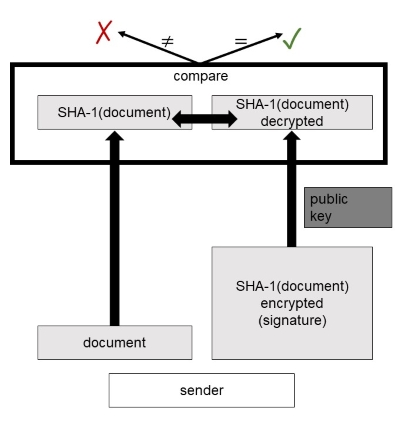 ✗ ≠ = ✓
compare
SHA-1(document)
SHA-1(document)
decrypted
public
key
SHA-1(document)
encrypted
(signature)
document
sender